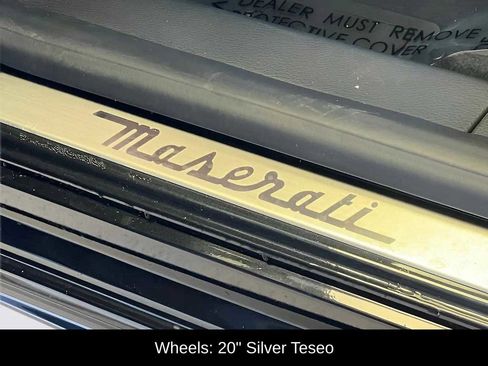 DEALER MUST REMOVE
PROTECTIVE COVER
Maserati
Wheels: 20" Silver Teseo